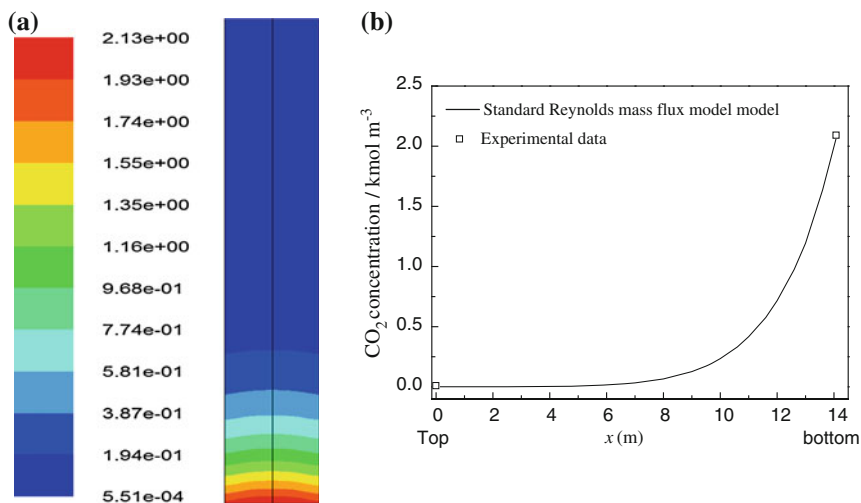 (a)
2.13e+00
1.93e+00
1.74e+00
1.55e+00
1.35e+00
1.16e+00
9.68e-01
7.74e-01
5.81e-01
3.87e-01
1.94e-01
5.51e-04
(b)
2.5
2.0
1.5
1.0
0.5
0.0
CO₂ concentration / kmol m⁻³
Standard Reynolds mass flux model model
Experimental data
0 2 4 6 8 10 12 14
Top x (m) bottom